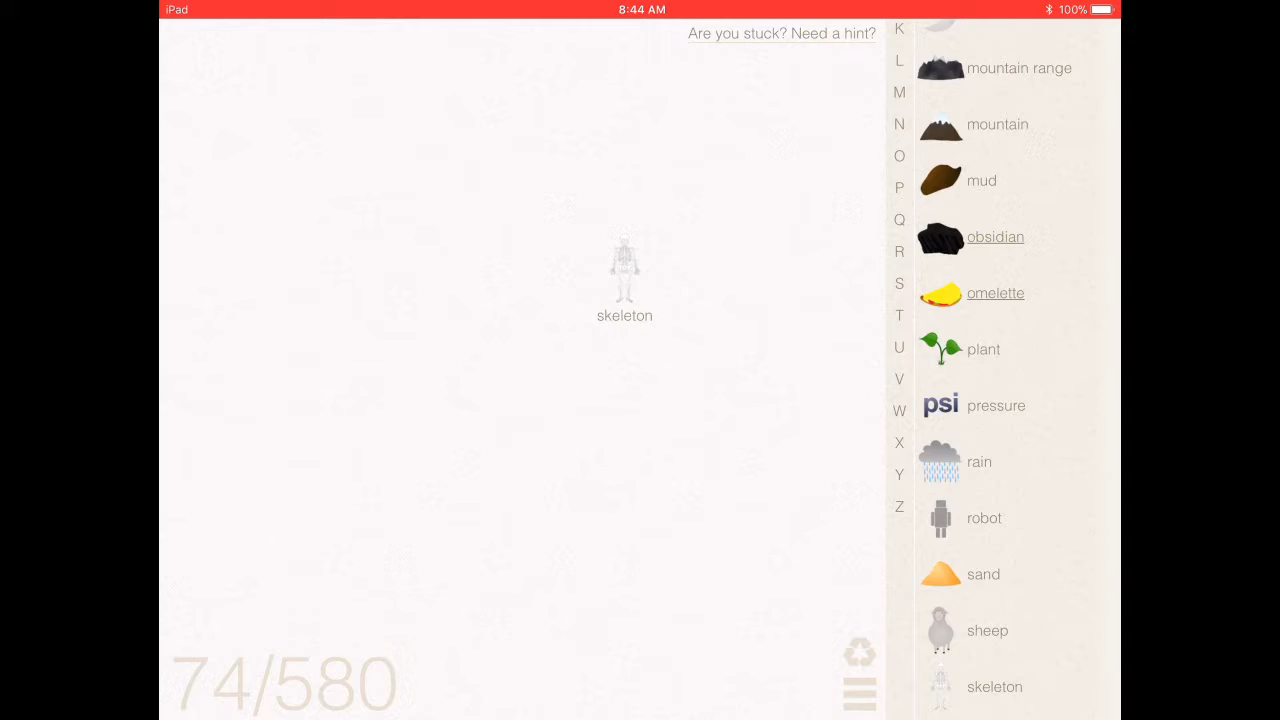 iPad
8:44 AM
100%
Are you stuck? Need a hint?
K
L
M
N
O
P
Q
R
S
T
U
V
W
X
Y
Z
mountain range
mountain
mud
obsidian
omelette
plant
psi pressure
rain
robot
sand
sheep
skeleton
skeleton
74/580